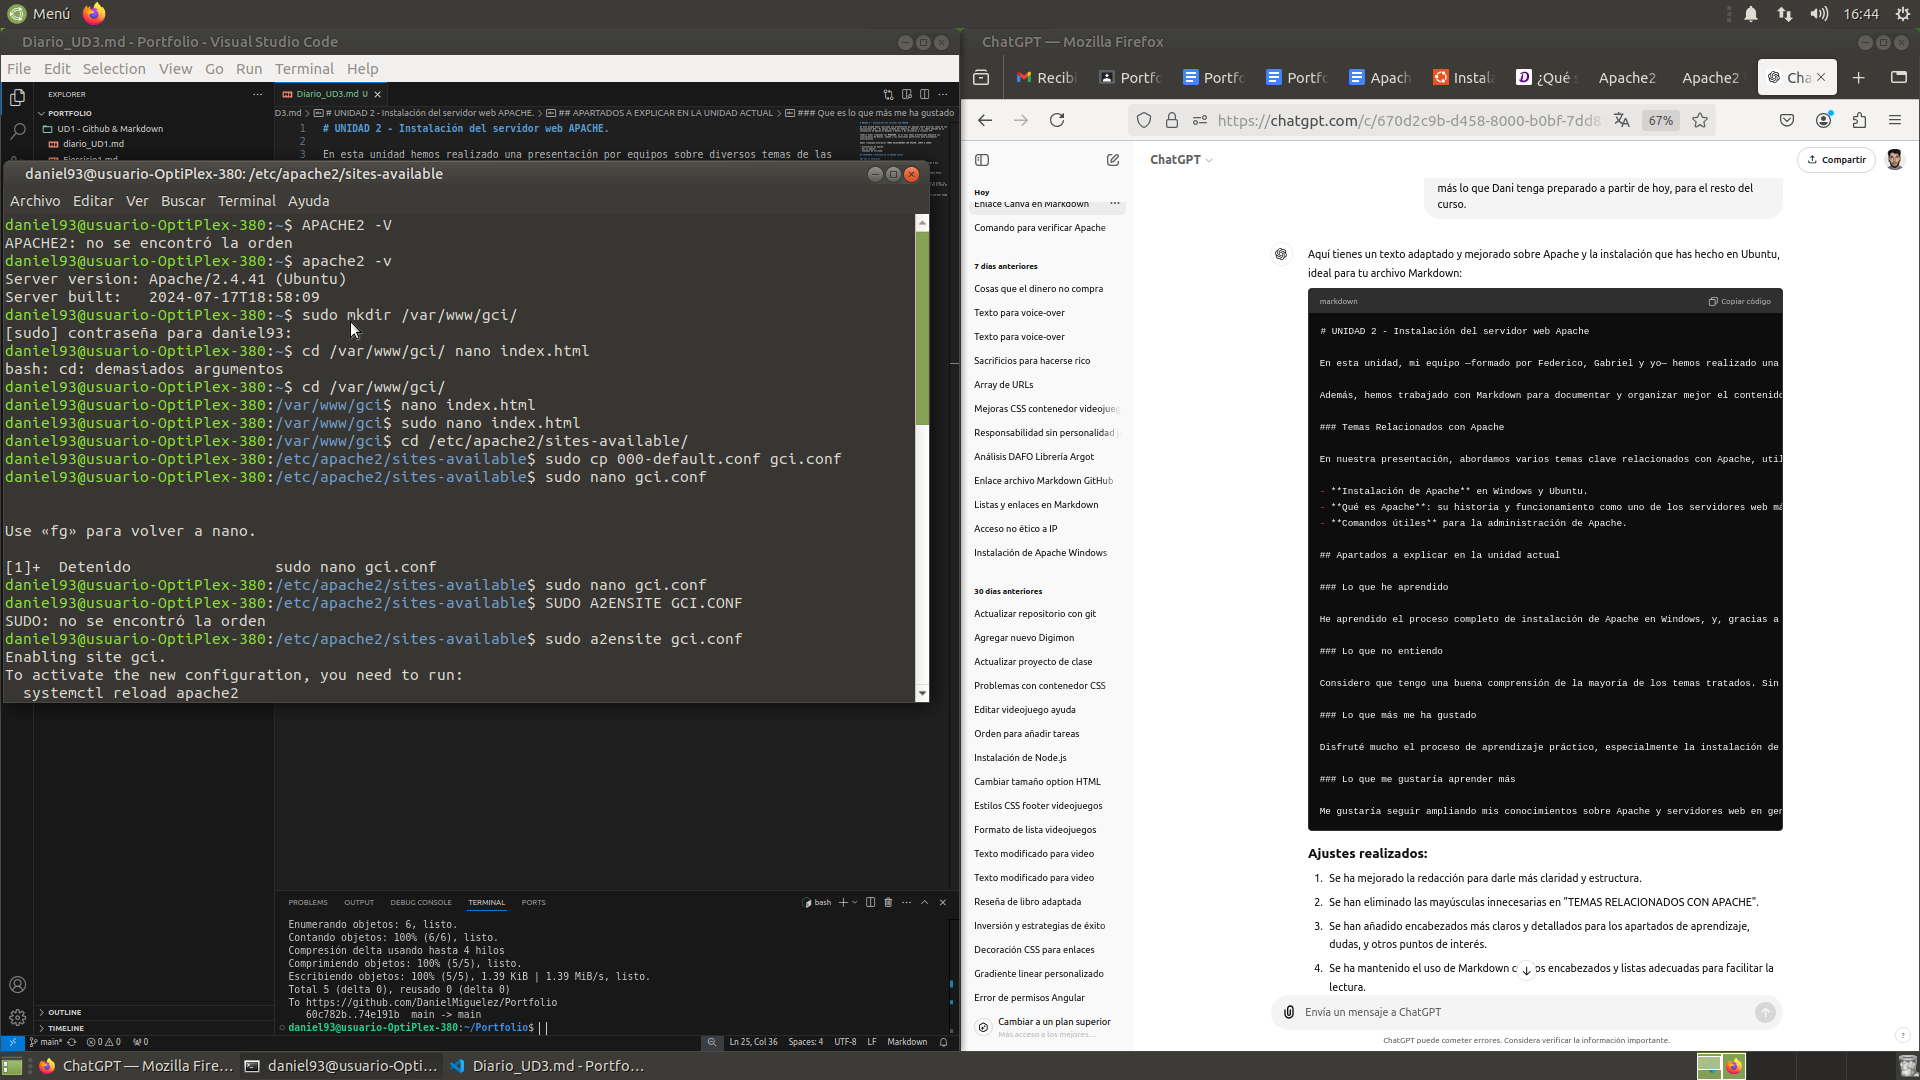 Menú
16:44
Diario_UD3.md - Portfolio - Visual Studio Code
File Edit Selection View Go Run Terminal Help
EXPLORER
PORTFOLIO
UD1 - Github & Markdown
diario_UD1.md
Diario_UD3.md U
D3.md > # UNIDAD 2 - Instalación del servidor web APACHE. > ## APARTADOS A EXPLICAR EN LA UNIDAD ACTUAL > ### Que es lo que más me ha gustado
1 # UNIDAD 2 - Instalación del servidor web APACHE.
2
3 En esta unidad hemos realizado una presentación por equipos sobre diversos temas de las
daniel93@usuario-OptiPlex-380: /etc/apache2/sites-available
Archivo Editar Ver Buscar Terminal Ayuda
daniel93@usuario-OptiPlex-380:~$ APACHE2 -V
APACHE2: no se encontró la orden
daniel93@usuario-OptiPlex-380:~$ apache2 -v
Server version: Apache/2.4.41 (Ubuntu)
Server built:   2024-07-17T18:58:09
daniel93@usuario-OptiPlex-380:~$ sudo mkdir /var/www/gci/
[sudo] contraseña para daniel93:
daniel93@usuario-OptiPlex-380:~$ cd /var/www/gci/ nano index.html
bash: cd: demasiados argumentos
daniel93@usuario-OptiPlex-380:~$ cd /var/www/gci/
daniel93@usuario-OptiPlex-380:/var/www/gci$ nano index.html
daniel93@usuario-OptiPlex-380:/var/www/gci$ sudo nano index.html
daniel93@usuario-OptiPlex-380:/var/www/gci$ cd /etc/apache2/sites-available/
daniel93@usuario-OptiPlex-380:/etc/apache2/sites-available$ sudo cp 000-default.conf gci.conf
daniel93@usuario-OptiPlex-380:/etc/apache2/sites-available$ sudo nano gci.conf
Use «fg» para volver a nano.
[1]+  Detenido                sudo nano gci.conf
daniel93@usuario-OptiPlex-380:/etc/apache2/sites-available$ sudo nano gci.conf
daniel93@usuario-OptiPlex-380:/etc/apache2/sites-available$ SUDO A2ENSITE GCI.CONF
SUDO: no se encontró la orden
daniel93@usuario-OptiPlex-380:/etc/apache2/sites-available$ sudo a2ensite gci.conf
Enabling site gci.
To activate the new configuration, you need to run:
  systemctl reload apache2
OUTLINE
TIMELINE
PROBLEMS OUTPUT DEBUG CONSOLE TERMINAL PORTS
bash
Enumerando objetos: 6, listo.
Contando objetos: 100% (6/6), listo.
Compresión delta usando hasta 4 hilos
Comprimiendo objetos: 100% (5/5), listo.
Escribiendo objetos: 100% (5/5), 1.39 KiB | 1.39 MiB/s, listo.
Total 5 (delta 0), reusado 0 (delta 0)
To https://github.com/DanielMiguelez/Portfolio
   60c782b..74e191b  main -> main
daniel93@usuario-OptiPlex-380:~/Portfolio$
main* 0 0 0
Ln 25, Col 36 Spaces: 4 UTF-8 LF Markdown
ChatGPT — Mozilla Firefox
Recibi Portfo Portfo Portfo Apach Instala ¿Qué Apache2 Apache2 Cha
https://chatgpt.com/c/670d2c9b-d458-8000-b0bf-7dd8
67%
Hoy
Enlace Canva en Markdown
Comando para verificar Apache
7 días anteriores
Cosas que el dinero no compra
Texto para voice-over
Texto para voice-over
Sacrificios para hacerse rico
Array de URLs
Mejoras CSS contenedor videojueg
Responsabilidad sin personalidad j
Análisis DAFO Librería Argot
Enlace archivo Markdown GitHub
Listas y enlaces en Markdown
Acceso no ético a IP
Instalación de Apache Windows
30 días anteriores
Actualizar repositorio con git
Agregar nuevo Digimon
Actualizar proyecto de clase
Problemas con contenedor CSS
Editar videojuego ayuda
Orden para añadir tareas
Instalación de Node.js
Cambiar tamaño option HTML
Estilos CSS footer videojuegos
Formato de lista videojuegos
Texto modificado para video
Texto modificado para video
Reseña de libro adaptada
Inversión y estrategias de éxito
Decoración CSS para enlaces
Gradiente linear personalizado
Error de permisos Angular
Cambiar a un plan superior
Más acceso a los mejores...
ChatGPT
Compartir
más lo que Dani tenga preparado a partir de hoy, para el resto del
curso.
Aquí tienes un texto adaptado y mejorado sobre Apache y la instalación que has hecho en Ubuntu,
ideal para tu archivo Markdown:
markdown
Copiar código
# UNIDAD 2 - Instalación del servidor web Apache
En esta unidad, mi equipo —formado por Federico, Gabriel y yo— hemos realizado una
Además, hemos trabajado con Markdown para documentar y organizar mejor el contenido
### Temas Relacionados con Apache
En nuestra presentación, abordamos varios temas clave relacionados con Apache, util
- **Instalación de Apache** en Windows y Ubuntu.
- **Qué es Apache**: su historia y funcionamiento como uno de los servidores web má
- **Comandos útiles** para la administración de Apache.
## Apartados a explicar en la unidad actual
### Lo que he aprendido
He aprendido el proceso completo de instalación de Apache en Windows, y, gracias a
### Lo que no entiendo
Considero que tengo una buena comprensión de la mayoría de los temas tratados. Sin
### Lo que más me ha gustado
Disfruté mucho el proceso de aprendizaje práctico, especialmente la instalación de
### Lo que me gustaría aprender más
Me gustaría seguir ampliando mis conocimientos sobre Apache y servidores web en gen
Ajustes realizados:
1. Se ha mejorado la redacción para darle más claridad y estructura.
2. Se han eliminado las mayúsculas innecesarias en "TEMAS RELACIONADOS CON APACHE".
3. Se han añadido encabezados más claros y detallados para los apartados de aprendizaje,
dudas, y otros puntos de interés.
4. Se ha mantenido el uso de Markdown c os encabezados y listas adecuadas para facilitar la
lectura.
Envía un mensaje a ChatGPT
ChatGPT puede cometer errores. Considera verificar la información importante.
?
ChatGPT — Mozilla Fire...
daniel93@usuario-Opti...
Diario_UD3.md - Portfo...